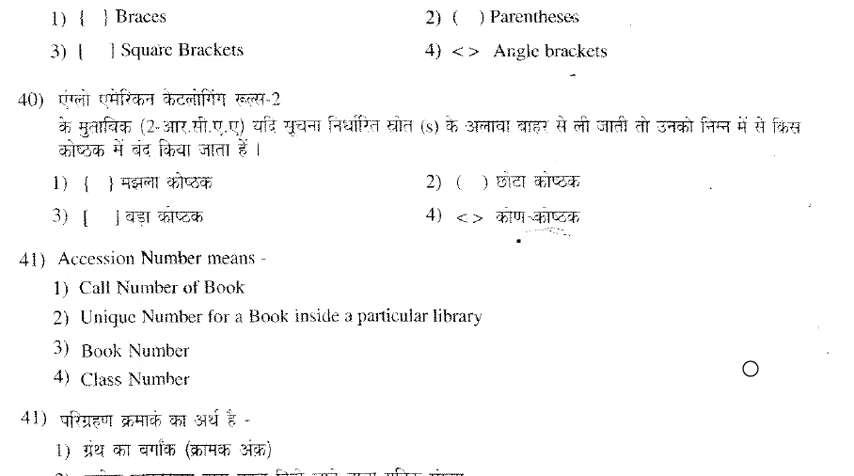 1) { } Braces 2) ( ) Parentheses
3) [ ] Square Brackets 4) < > Angle brackets
40) एंग्लो एमेरिकन केटलोगिंग रूल्स-2
के मुताबिक (2-आर.सी.ए.ए) यदि सूचना निर्धारित स्रोत (s) के अलावा बाहर से ली जाती तो उनको निम्न में से किस
कोष्ठक में बंद किया जाता हैं ।
1) { } मझला कोष्ठक 2) ( ) छोटा कोष्ठक
3) [ ] बड़ा कोष्ठक 4) < > कोण कोष्ठक
41) Accession Number means -
1) Call Number of Book
2) Unique Number for a Book inside a particular library
3) Book Number
4) Class Number
41) परिग्रहण क्रमाकं का अर्थ है -
1) ग्रंथ का वर्गांक (क्रामक अंक)